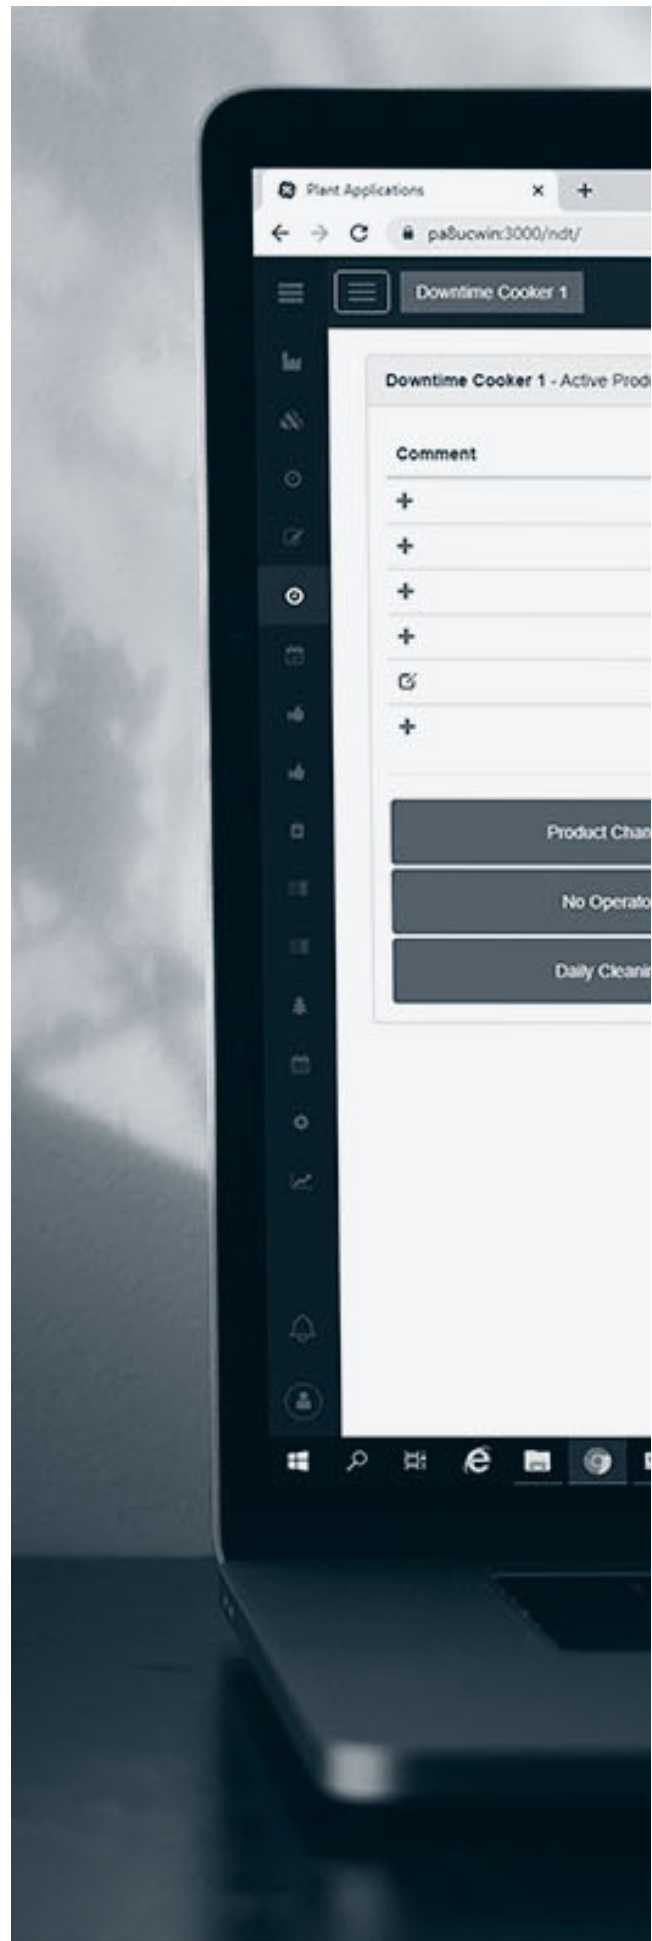 Plant Applications
pa8ucwin:3000/ndt/
Downtime Cooker 1
Downtime Cooker 1 - Active Produ
Comment
Product Chan
No Operato
Daily Cleanin